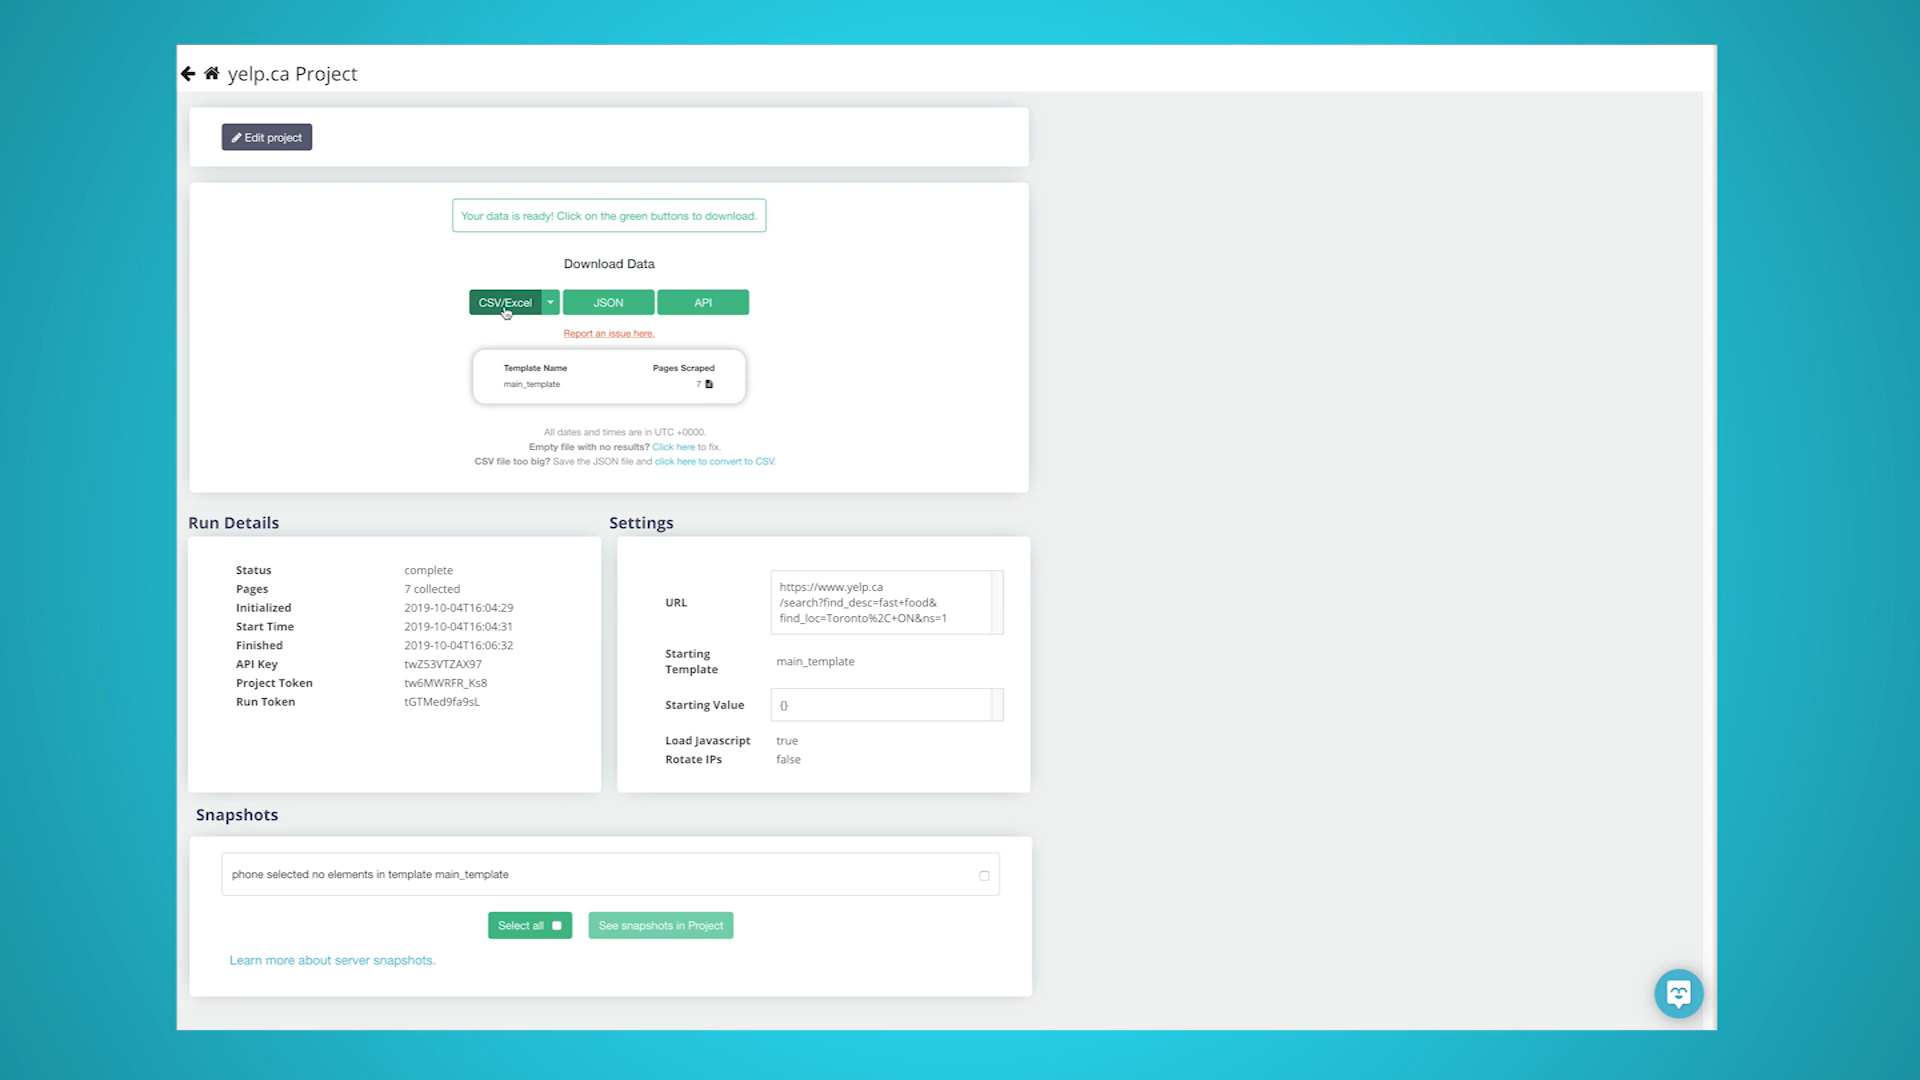 yelp.ca Project
Edit project
Your data is ready! Click on the green buttons to download.
Download Data
CSV/Excel
JSON
API
Report an issue here.
Template Name Pages Scraped
main_template 7
All dates and times are in UTC +0000.
Empty file with no results? Click here to fix.
CSV file too big? Save the JSON file and click here to convert to CSV.
Run Details
Status complete
Pages 7 collected
Initialized 2019-10-04T16:04:29
Start Time 2019-10-04T16:04:31
Finished 2019-10-04T16:06:32
API Key twZ53VTZAX97
Project Token tw6MWRFR_Ks8
Run Token tGTMed9fa9sL
Settings
URL
https://www.yelp.ca
/search?find_desc=fast+food&
find_loc=Toronto%2C+ON&ns=1
Starting
Template
main_template
Starting Value {}
Load Javascript true
Rotate IPs false
Snapshots
phone selected no elements in template main_template
Select all
See snapshots in Project
Learn more about server snapshots.